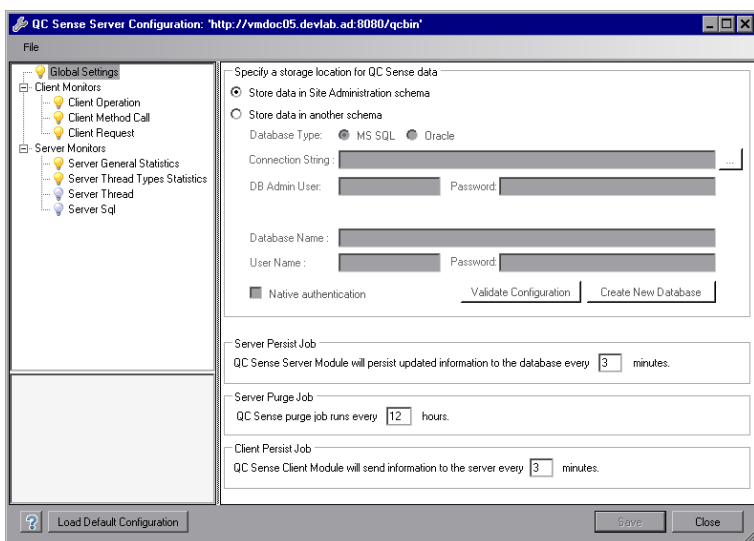 QC Sense Server Configuration: 'http://vmdoc05.devlab.ad:8080/qcbin'
File
Global Settings
Client Monitors
Client Operation
Client Method Call
Client Request
Server Monitors
Server General Statistics
Server Thread Types Statistics
Server Thread
Server Sql
Specify a storage location for QC Sense data
Store data in Site Administration schema
Store data in another schema
Database Type: MS SQL Oracle
Connection String : ...
DB Admin User: Password:
Database Name :
User Name : Password:
Native authentication Validate Configuration Create New Database
Server Persist Job
QC Sense Server Module will persist updated information to the database every 3 minutes.
Server Purge Job
QC Sense purge job runs every 12 hours.
Client Persist Job
QC Sense Client Module will send information to the server every 3 minutes.
? Load Default Configuration Save Close